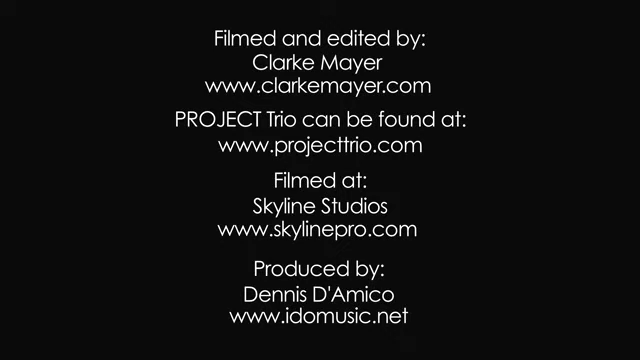 Filmed and edited by:
Clarke Mayer
www.clarkemayer.com
PROJECT Trio can be found at:
www.projecttrio.com
Filmed at:
Skyline Studios
www.skylinepro.com
Produced by:
Dennis D'Amico
www.idomusic.net